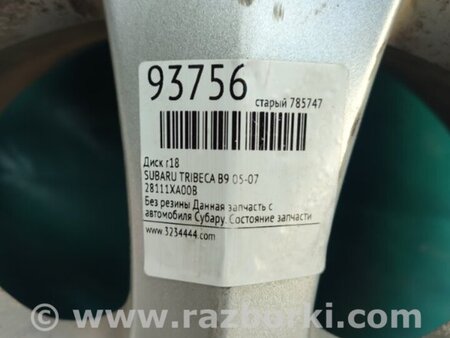 93756
старый 785747
Диск r18
SUBARU TRIBECA B9 05-07
28111XA00B
Без резины Данная запчасть с
автомобиля Субару. Состояние запчасти
www.3234444.com
www.razborki.com